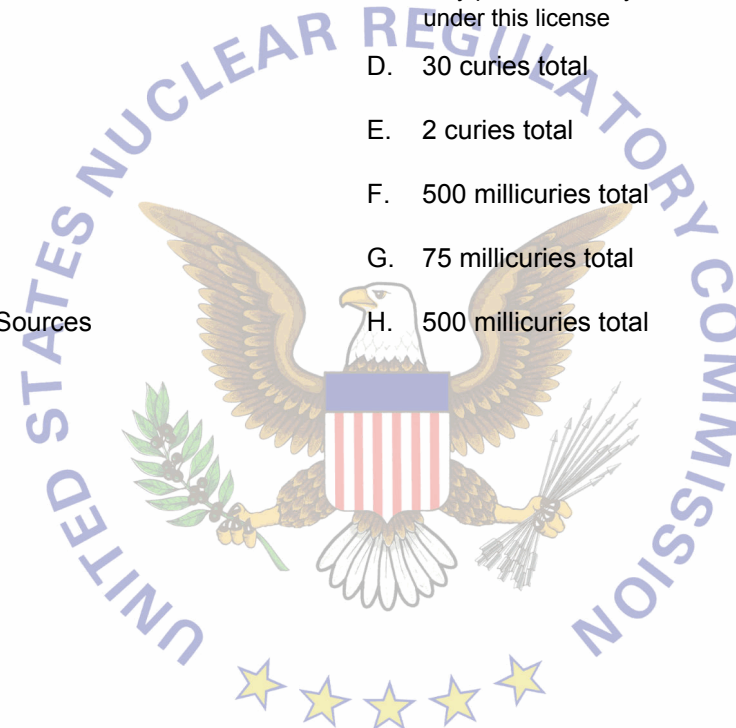 under this license
D. 30 curies total
E. 2 curies total
F. 500 millicuries total
G. 75 millicuries total
Sources H. 500 millicuries total
UNITED STATES NUCLEAR REGULATORY COMMISSION